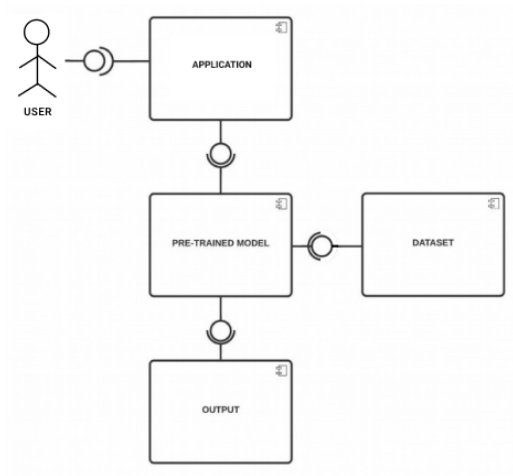 APPLICATION
USER
PRE-TRAINED MODEL
DATASET
OUTPUT